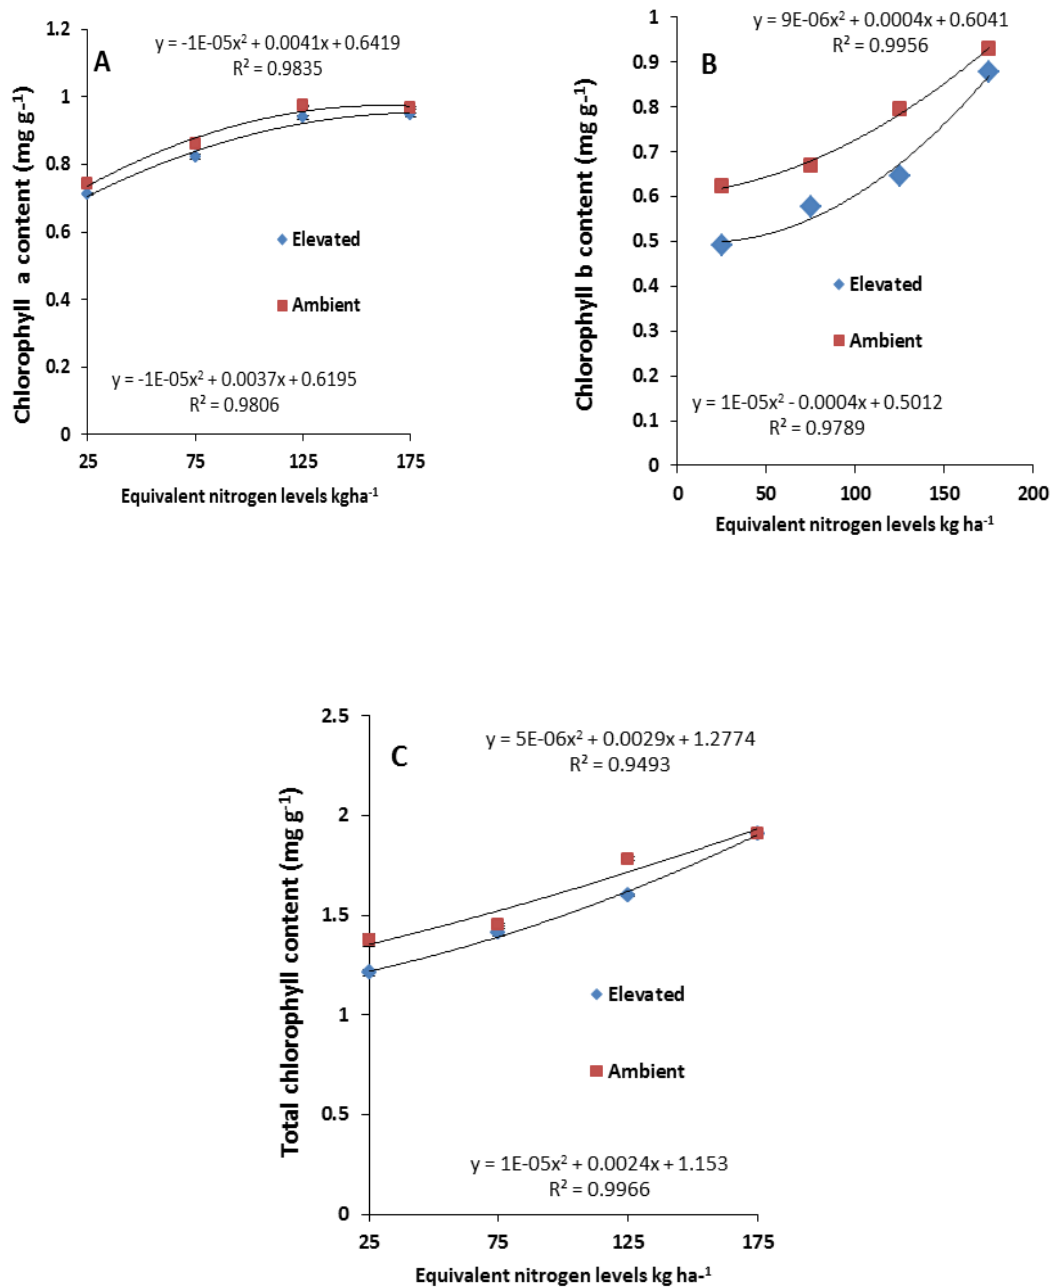 A
y = -1E-05x² + 0.0041x + 0.6419
R² = 0.9835
1.2
1
0.8
0.6
0.4
0.2
0
Chlorophyll a content (mg g⁻¹)
Elevated
Ambient
y = -1E-05x² + 0.0037x + 0.6195
R² = 0.9806
25 75 125 175
Equivalent nitrogen levels kgha⁻¹
B
y = 9E-06x² + 0.0004x + 0.6041
R² = 0.9956
1
0.9
0.8
0.7
0.6
0.5
0.4
0.3
0.2
0.1
0
Chlorophyll b content (mg g⁻¹)
Elevated
Ambient
y = 1E-05x² - 0.0004x + 0.5012
R² = 0.9789
0 50 100 150 200
Equivalent nitrogen levels kg ha⁻¹
C
y = 5E-06x² + 0.0029x + 1.2774
R² = 0.9493
2.5
2
1.5
1
0.5
0
Total chlorophyll content (mg g⁻¹)
Elevated
Ambient
y = 1E-05x² + 0.0024x + 1.153
R² = 0.9966
25 75 125 175
Equivalent nitrogen levels kg ha-¹